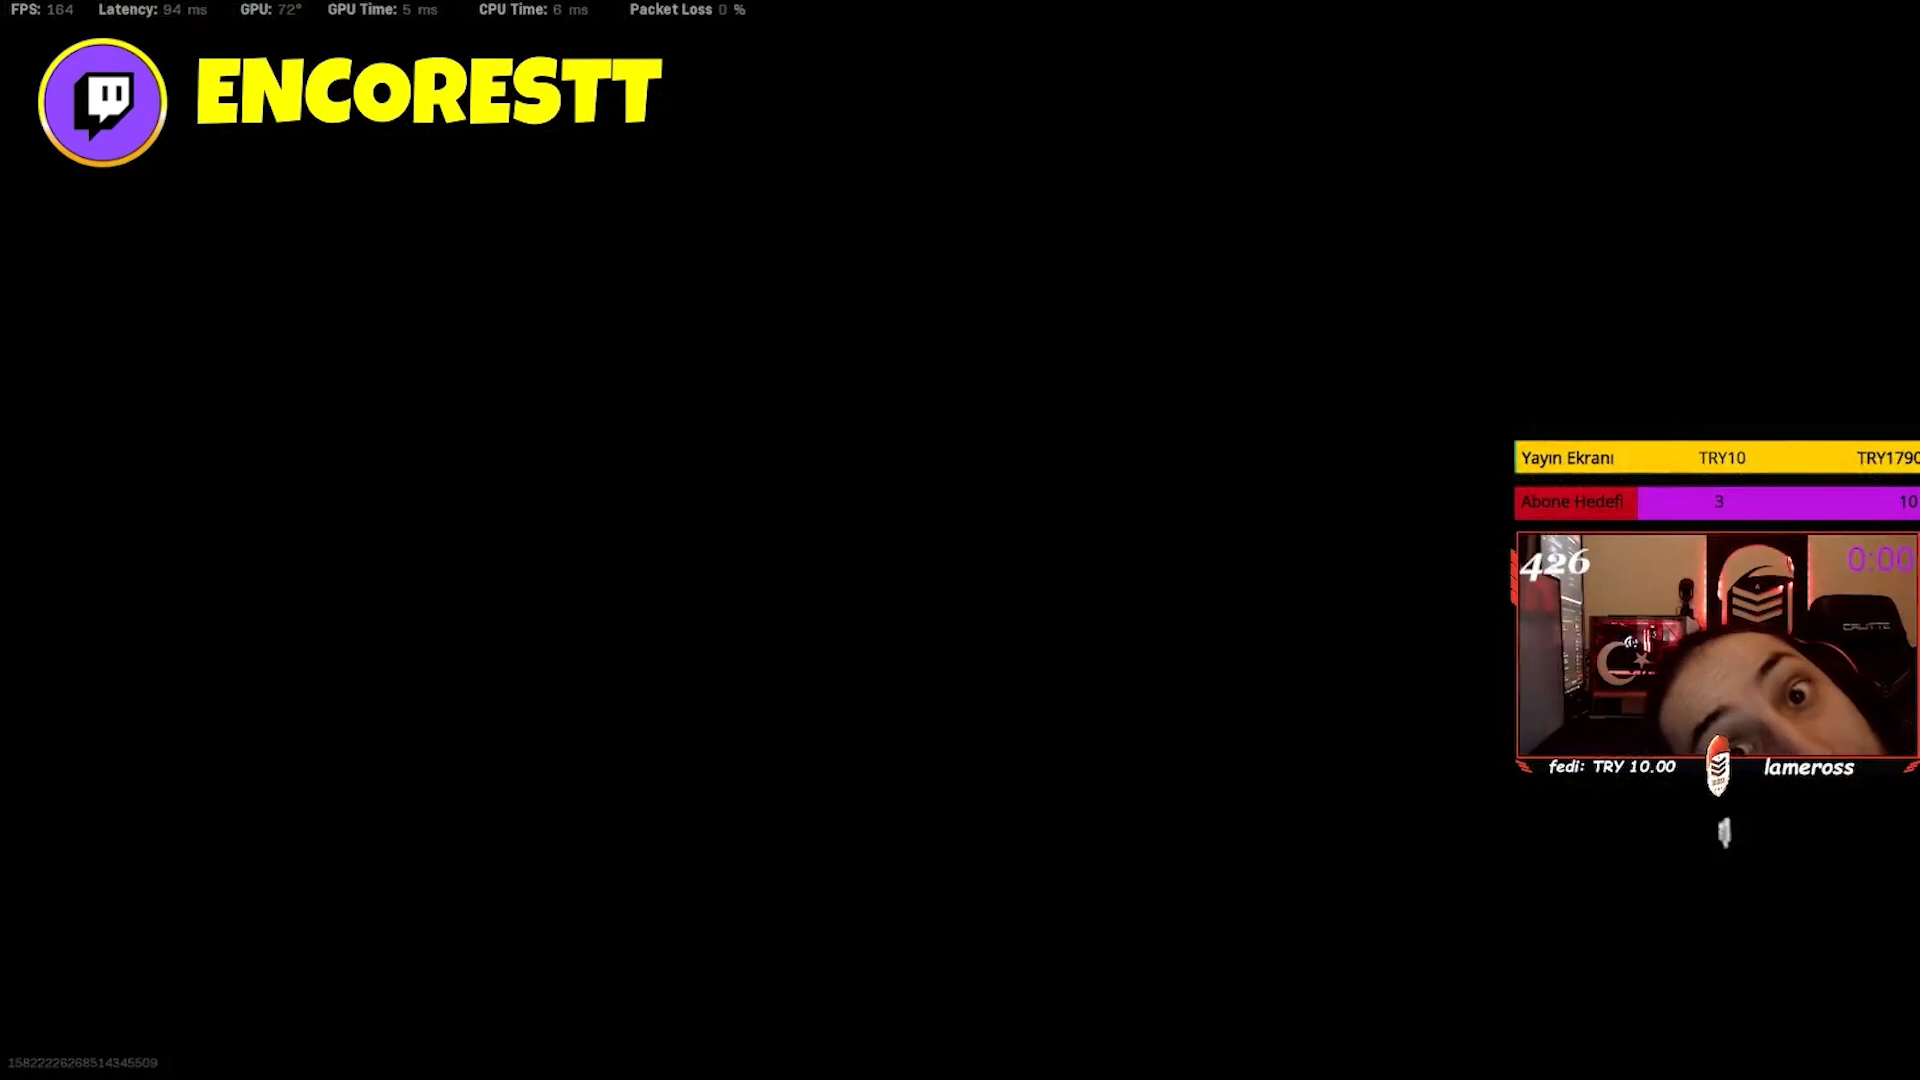 FPS: 164 Latency: 94 ms GPU: 72° GPU Time: 5 ms CPU Time: 6 ms Packet Loss 0 %
ENCORESTT
Yayın Ekranı TRY10 TRY1790
Abone Hedefi 3 10
426 0:00
fedi: TRY 10.00 lameross
15822226268514345509